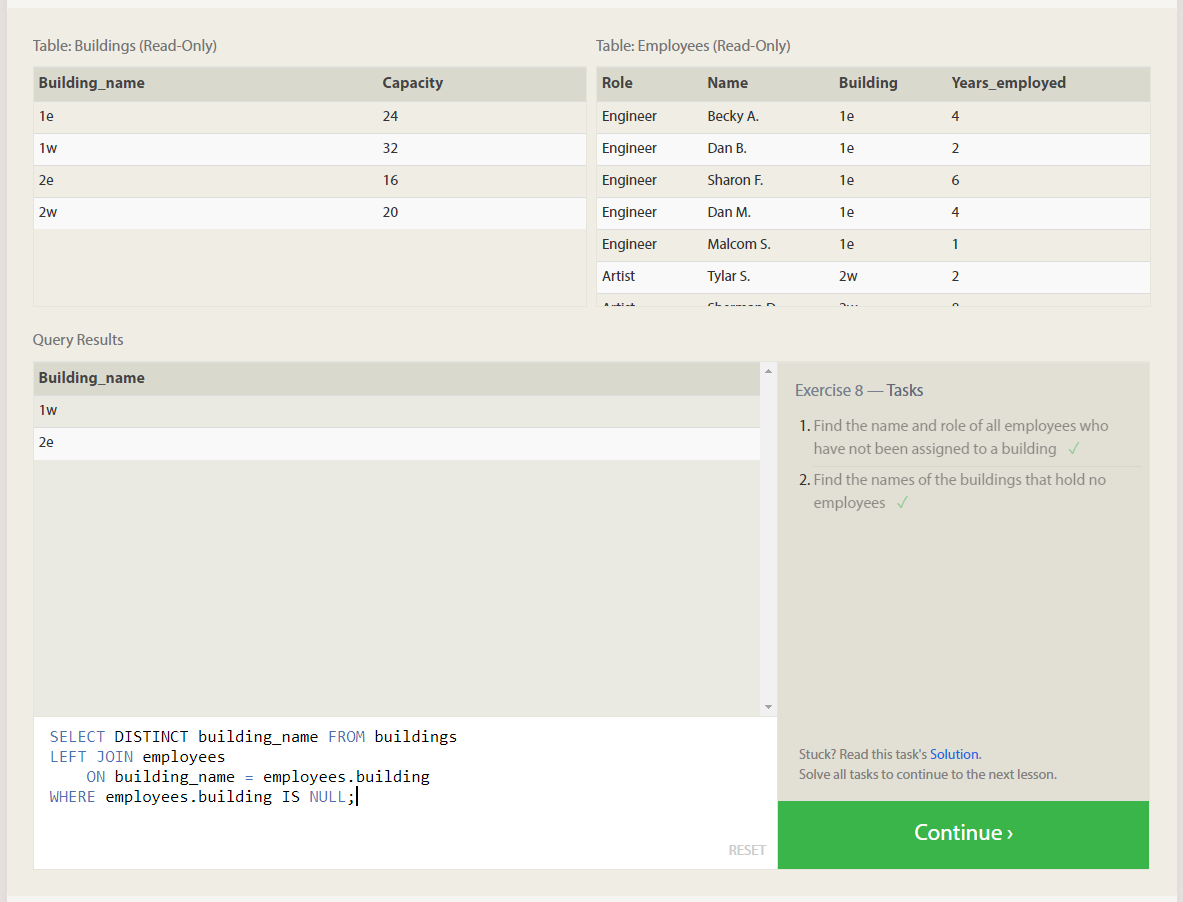 Table: Buildings (Read-Only)
Building_name Capacity
1e 24
1w 32
2e 16
2w 20
Table: Employees (Read-Only)
Role Name Building Years_employed
Engineer Becky A. 1e 4
Engineer Dan B. 1e 2
Engineer Sharon F. 1e 6
Engineer Dan M. 1e 4
Engineer Malcom S. 1e 1
Artist Tylar S. 2w 2
Query Results
Building_name
1w
2e
SELECT DISTINCT building_name FROM buildings
LEFT JOIN employees
ON building_name = employees.building
WHERE employees.building IS NULL;
RESET
Exercise 8 — Tasks
1. Find the name and role of all employees who
have not been assigned to a building ✓
2. Find the names of the buildings that hold no
employees ✓
Stuck? Read this task's Solution.
Solve all tasks to continue to the next lesson.
Continue ›